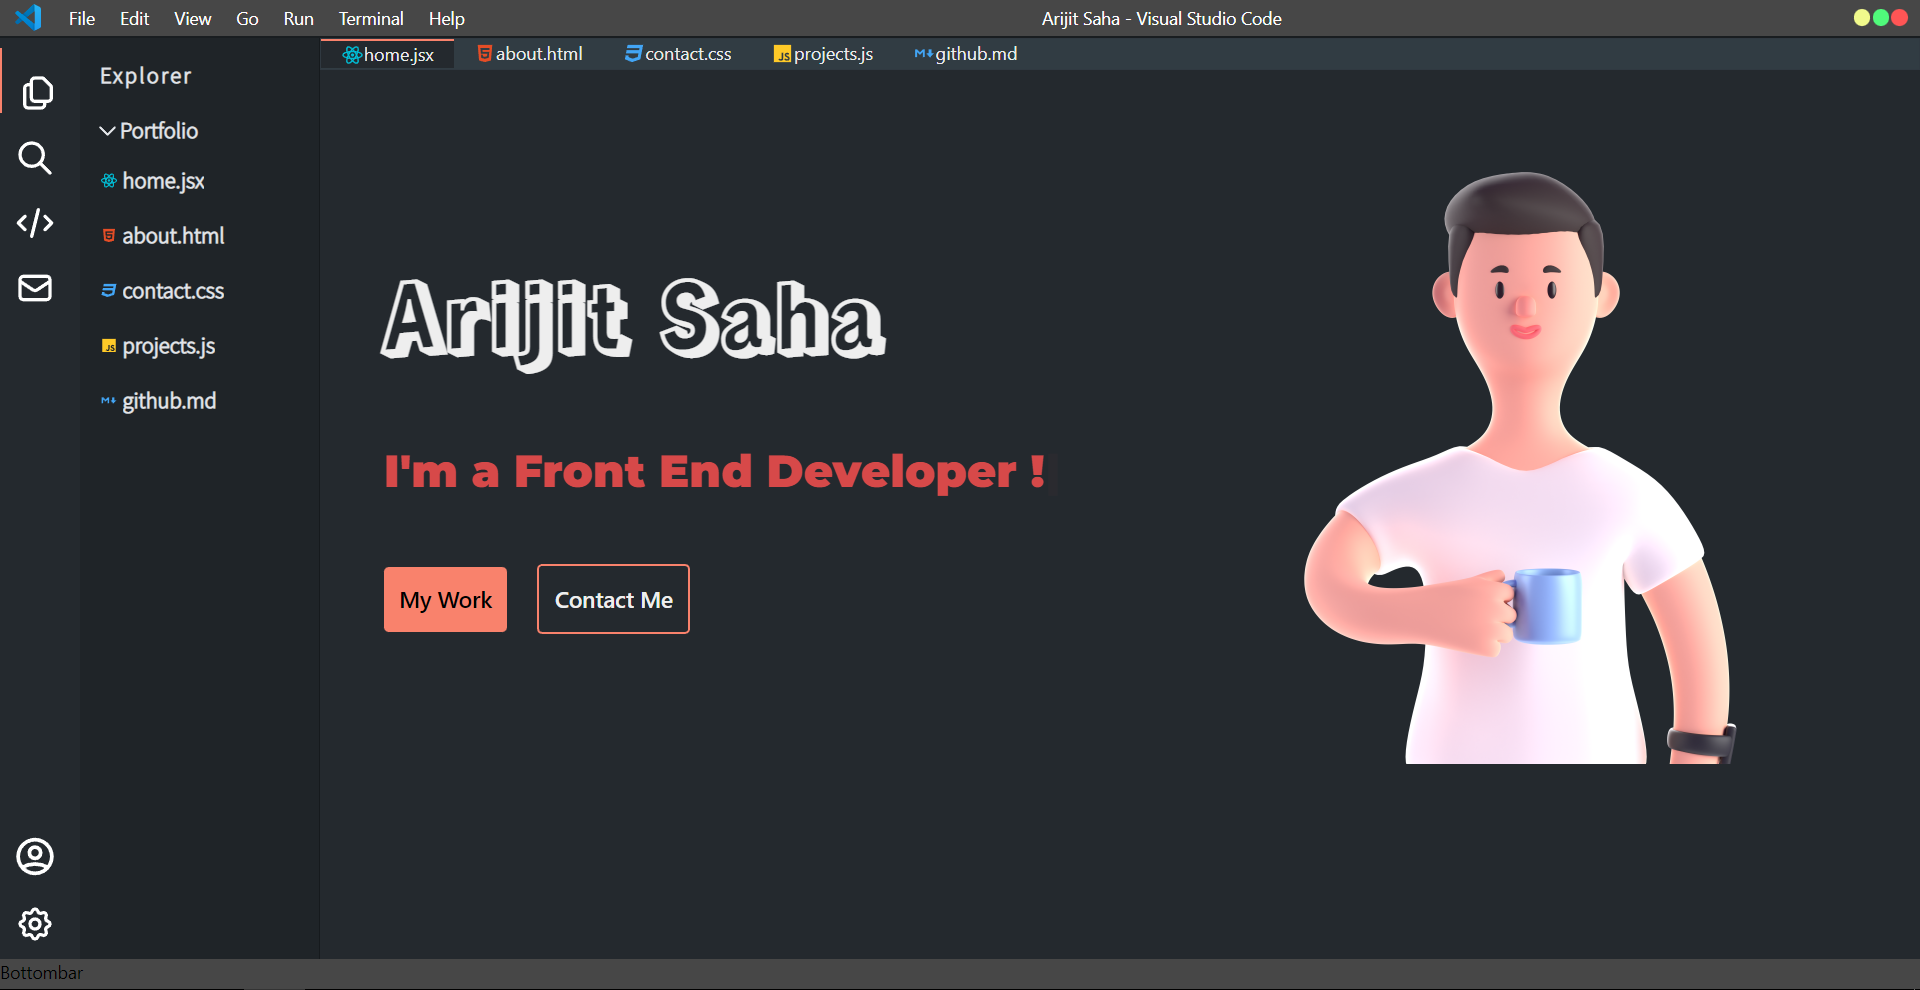 File Edit View Go Run Terminal Help Arijit Saha - Visual Studio Code
home.jsx about.html contact.css JS projects.js github.md
Explorer
Portfolio
home.jsx
about.html
contact.css
JS projects.js
github.md
Arijit Saha
I'm a Front End Developer !
My Work Contact Me
Bottombar